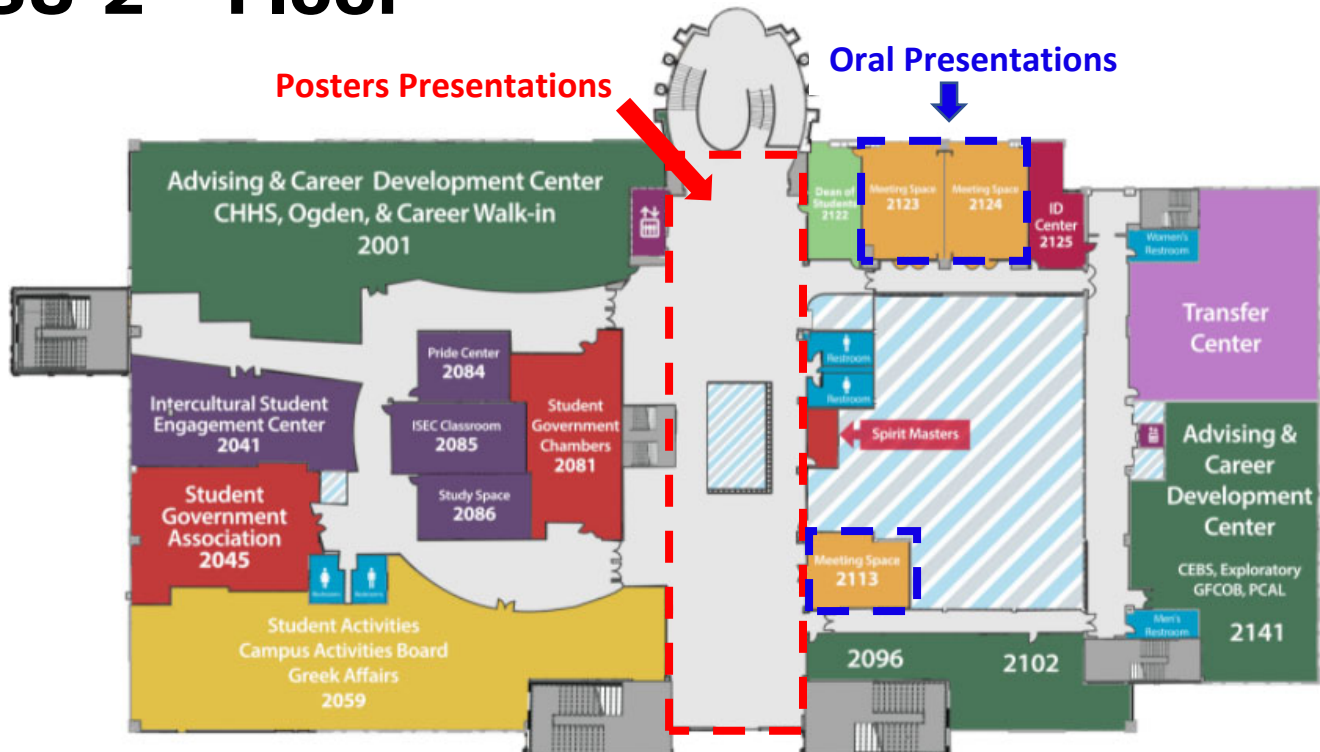 Floor
Posters Presentations
Oral Presentations
Advising & Career Development Center
CHHS, Ogden, & Career Walk-in
2001
Dean of
Students
2122
Meeting Space
2123
Meeting Space
2124
ID
Center
2125
Women's
Restroom
Transfer
Center
Pride Center
2084
Restroom
Restroom
Intercultural Student
Engagement Center
2041
ISEC Classroom
2085
Student
Government
Chambers
2081
Spirit Masters
Advising &
Career
Development
Center
CEBS, Exploratory
GFCOB, PCAL
2141
Study Space
2086
Student
Government
Association
2045
Meeting Space
2113
Restrooms
Restrooms
Men's
Restroom
Student Activities
Campus Activities Board
Greek Affairs
2059
2096
2102